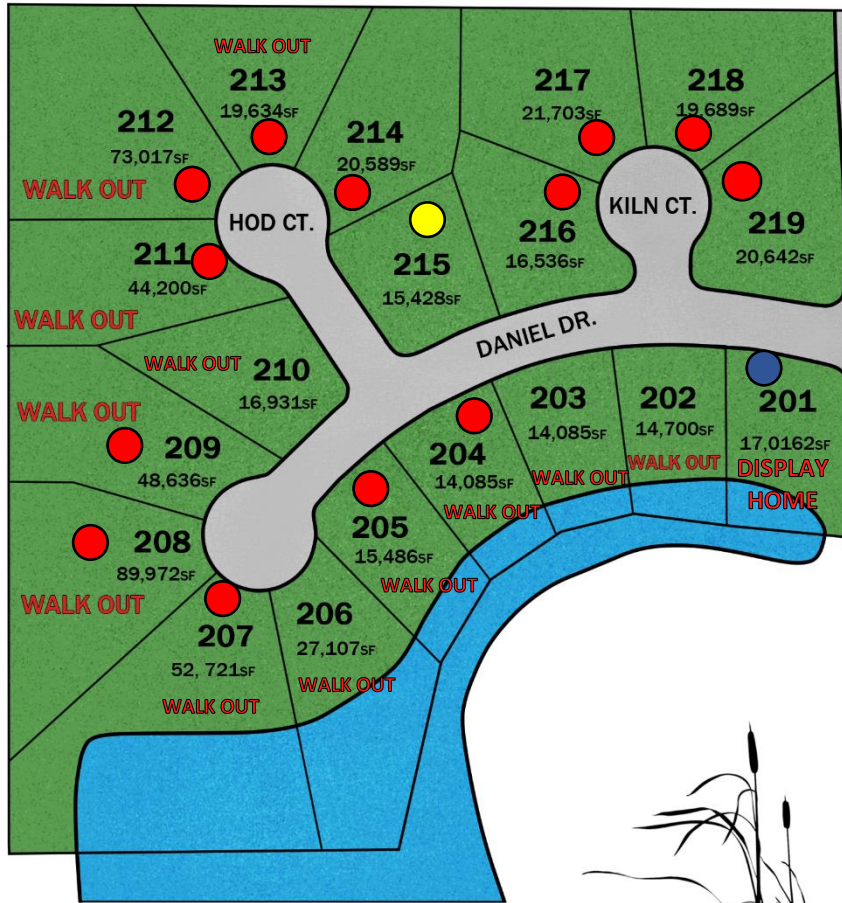 WALK OUT
213
19,634SF
212
73,017SF
WALK OUT
214
20,589SF
217
21,703SF
218
19,689SF
HOD CT.
KILN CT.
211
44,200SF
WALK OUT
215
15,428SF
216
16,536SF
219
20,642SF
DANIEL DR.
WALK OUT
210
16,931SF
WALK OUT
209
48,636SF
204
14,085SF
WALK OUT
203
14,085SF
WALK OUT
202
14,700SF
WALK OUT
201
17,0162SF
DISPLAY
HOME
208
89,972SF
WALK OUT
205
15,486SF
WALK OUT
207
52, 721SF
WALK OUT
206
27,107SF
WALK OUT